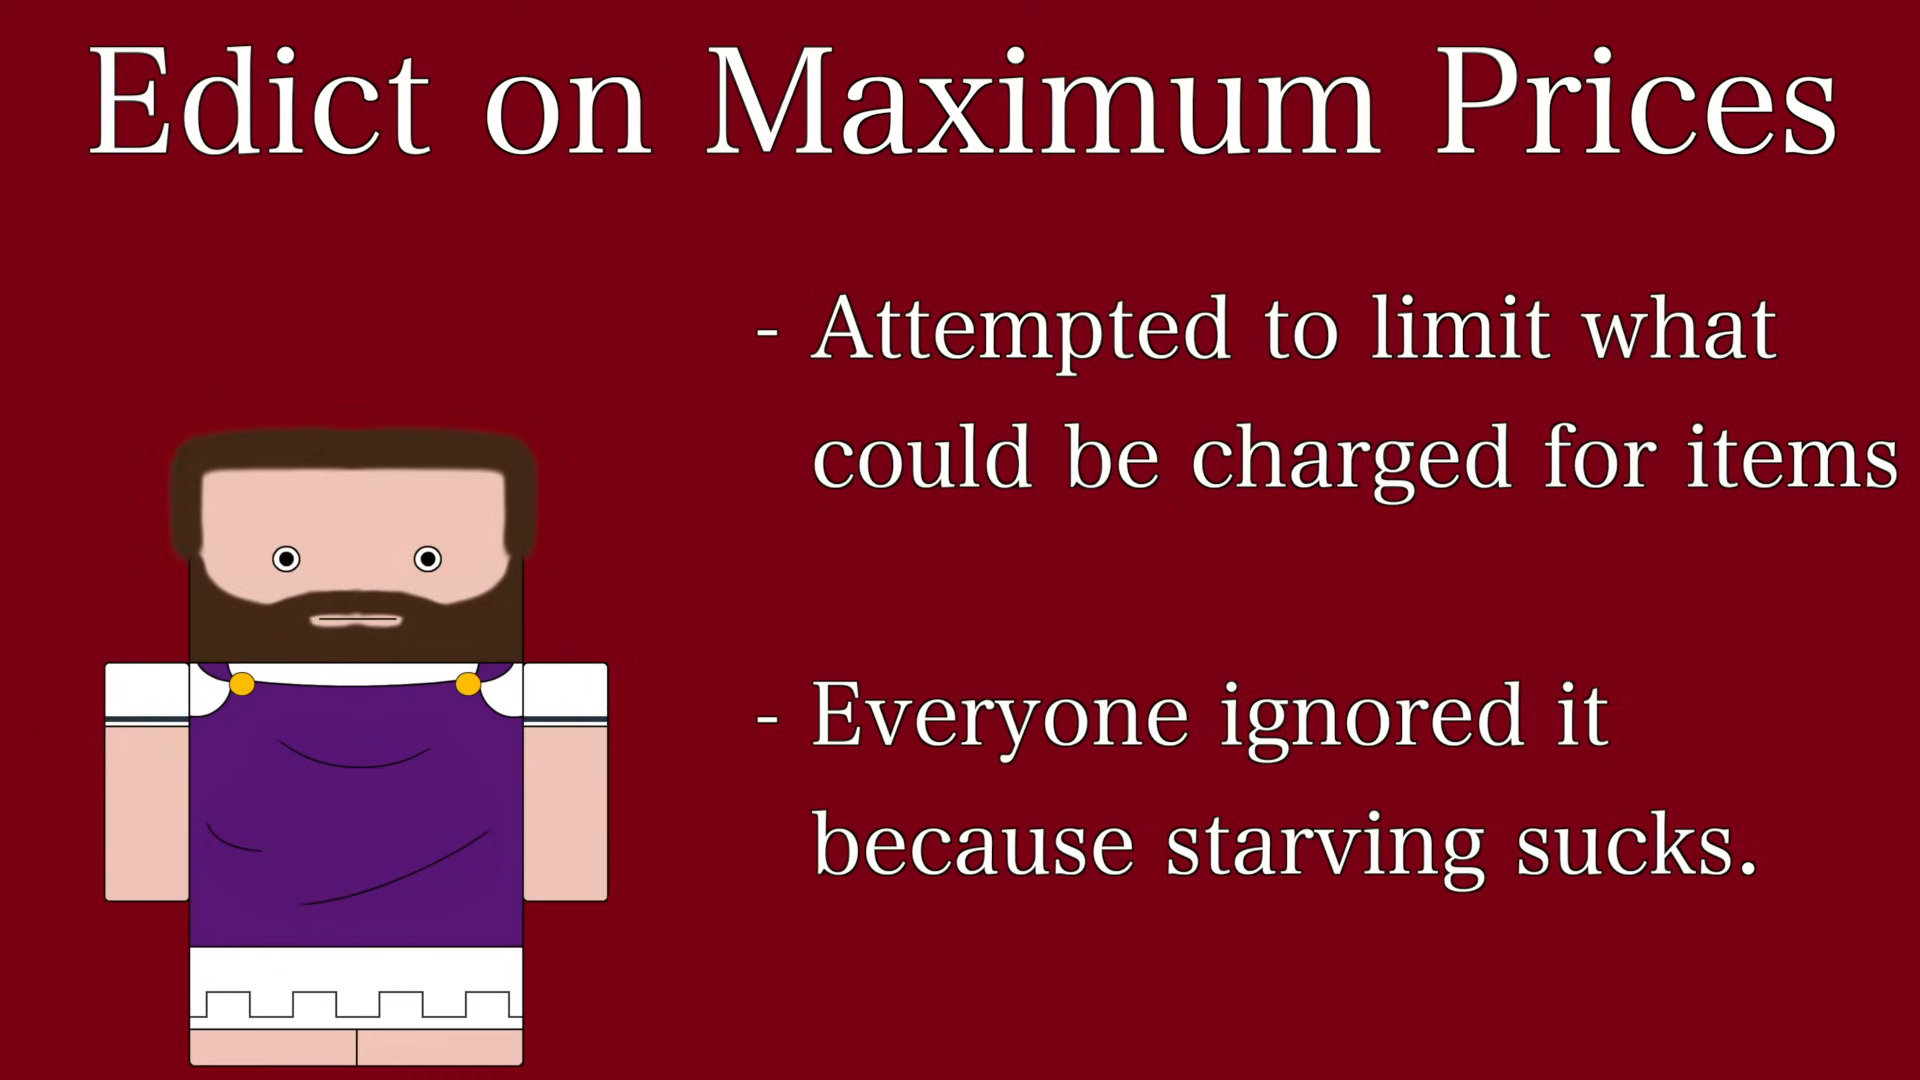 Edict on Maximum Prices
- Attempted to limit what
could be charged for items
- Everyone ignored it
because starving sucks.